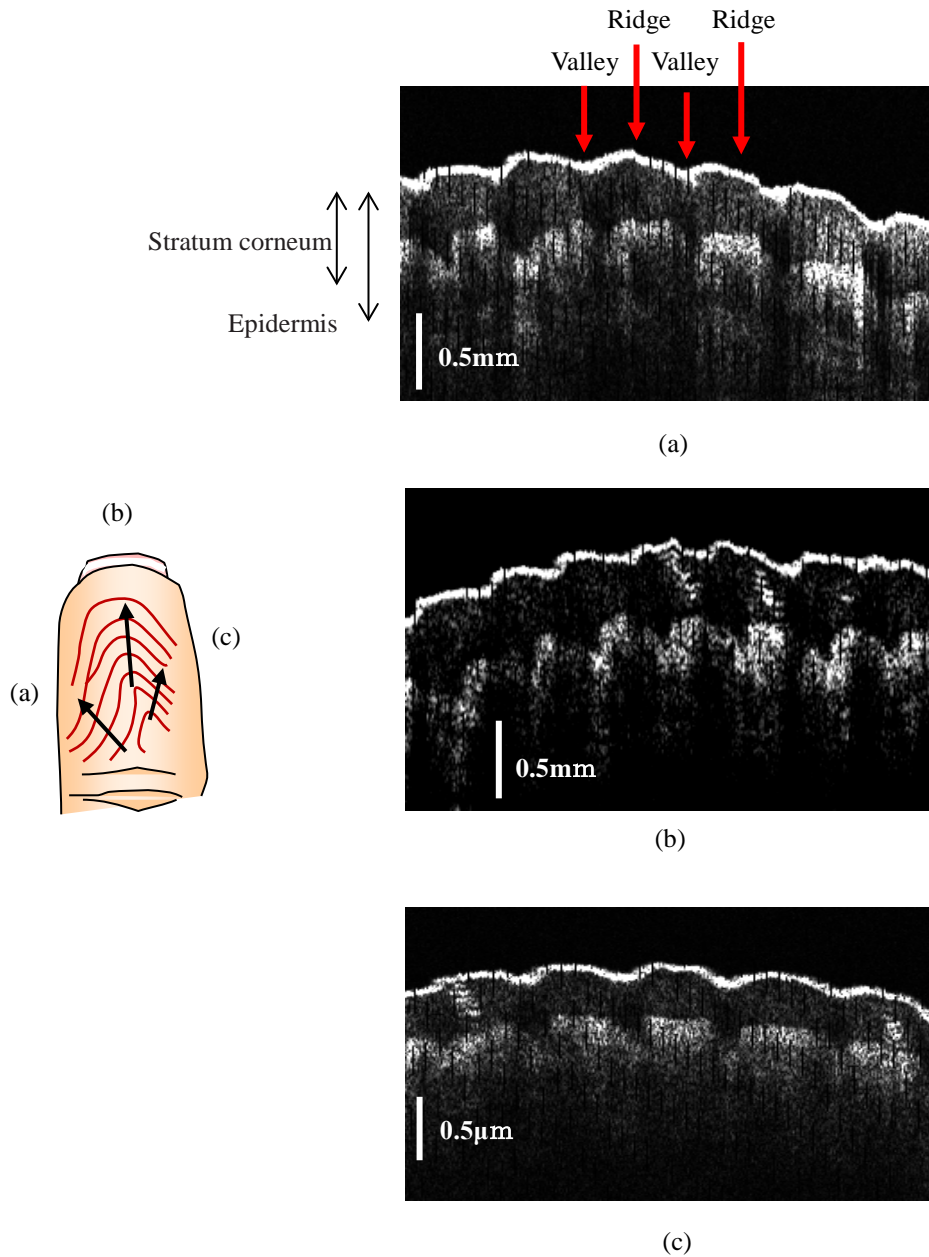 Ridge Ridge
Valley Valley
Stratum corneum
Epidermis
0.5mm
(a)
(b)
(c)
(a)
0.5mm
(b)
0.5μm
(c)